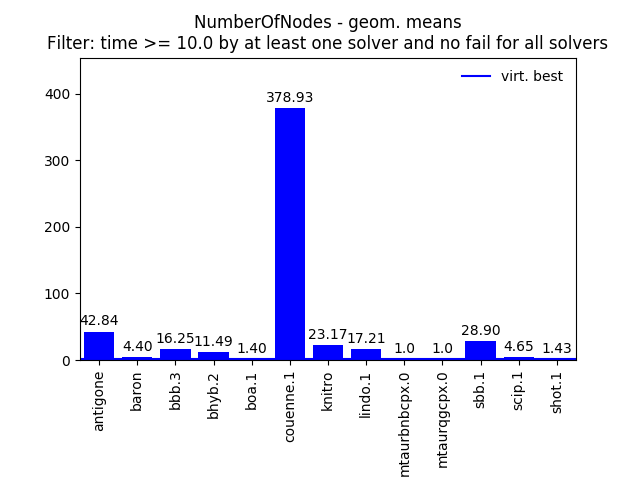 NumberOfNodes - geom. means
Filter: time >= 10.0 by at least one solver and no fail for all solvers
virt. best
400
300
200
100
0
42.84
4.40
16.25
11.49
1.40
378.93
23.17
17.21
1.0
1.0
28.90
4.65
1.43
antigone
baron
bbb.3
bhyb.2
boa.1
couenne.1
knitro
lindo.1
mtaurbnbcpx.0
mtaurqgcpx.0
sbb.1
scip.1
shot.1